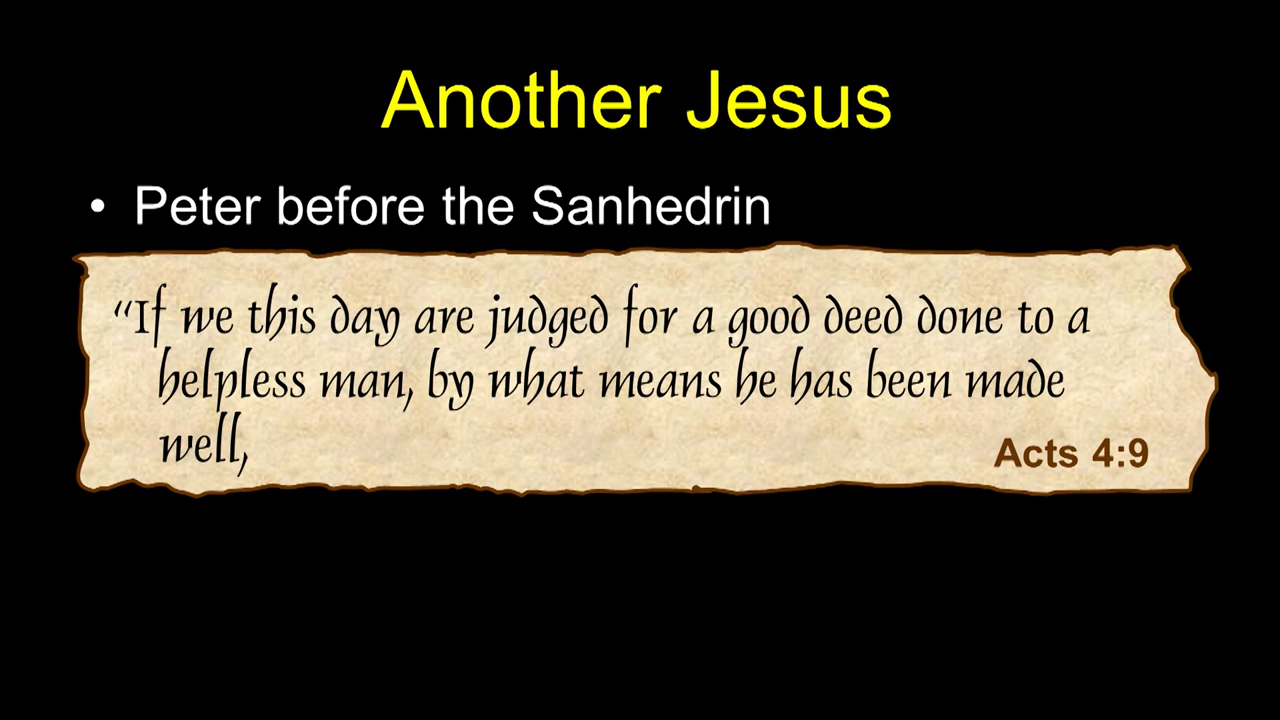 Another Jesus
• Peter before the Sanhedrin
“If we this day are judged for a good deed done to a
helpless man, by what means he has been made
well,
Acts 4:9